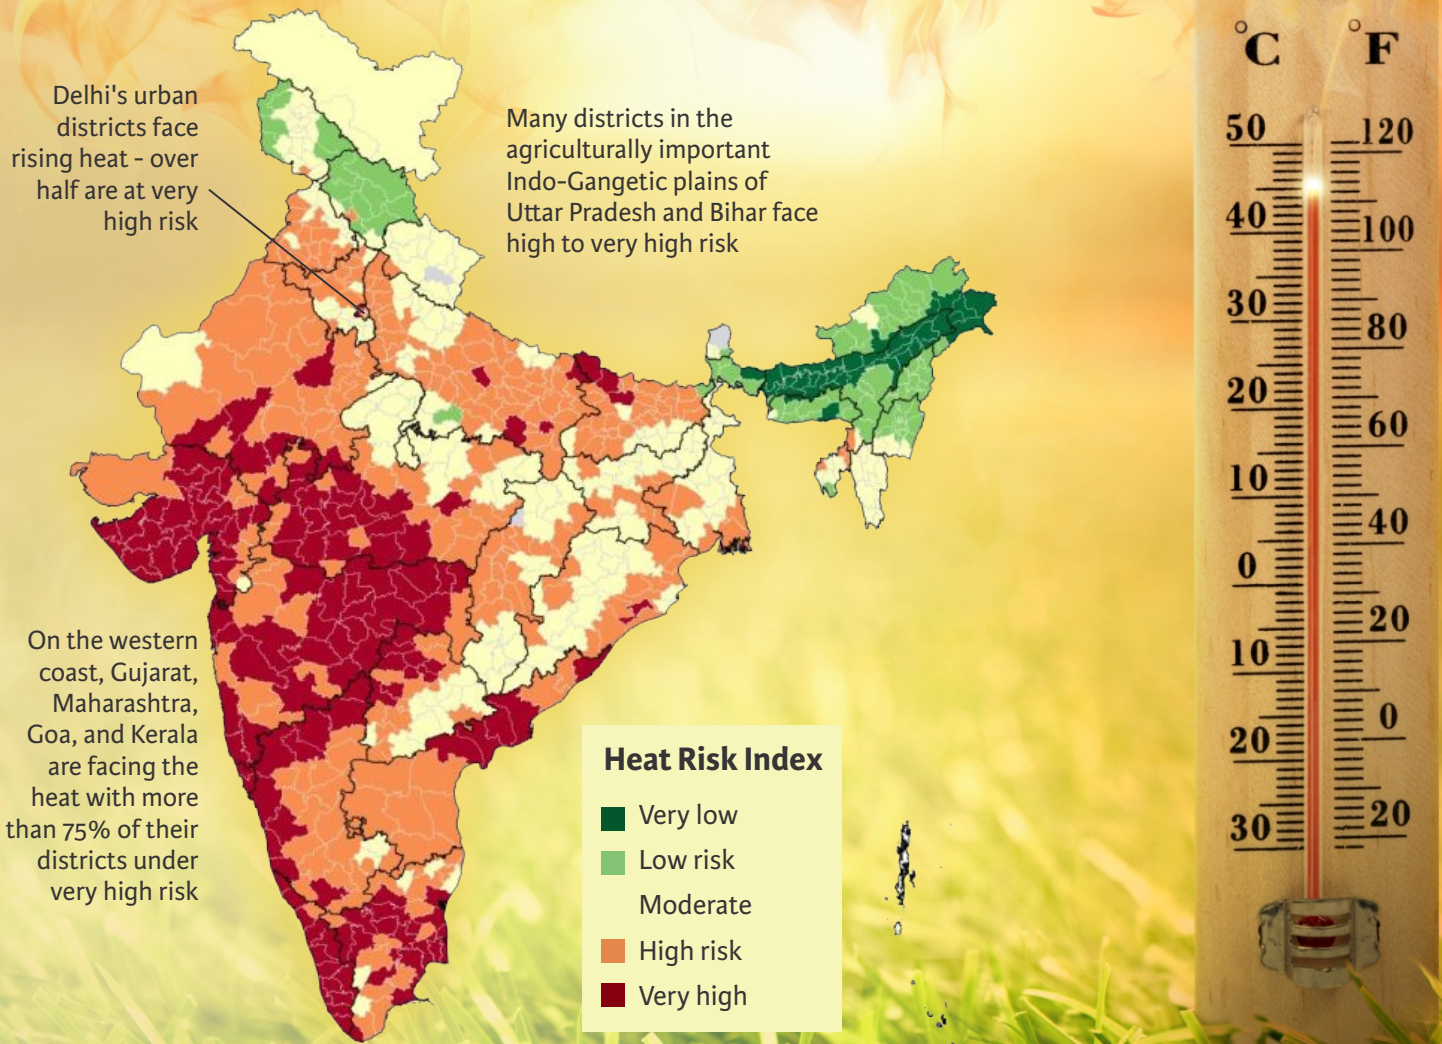 Delhi's urban
districts face
rising heat - over
half are at very
high risk
Many districts in the
agriculturally important
Indo-Gangetic plains of
Uttar Pradesh and Bihar face
high to very high risk
On the western
coast, Gujarat,
Maharashtra,
Goa, and Kerala
are facing the
heat with more
than 75% of their
districts under
very high risk
Heat Risk Index
Very low
Low risk
Moderate
High risk
Very high
°C °F
50 120
40 100
30 80
20 60
10 40
0 20
10 0
20 20
30